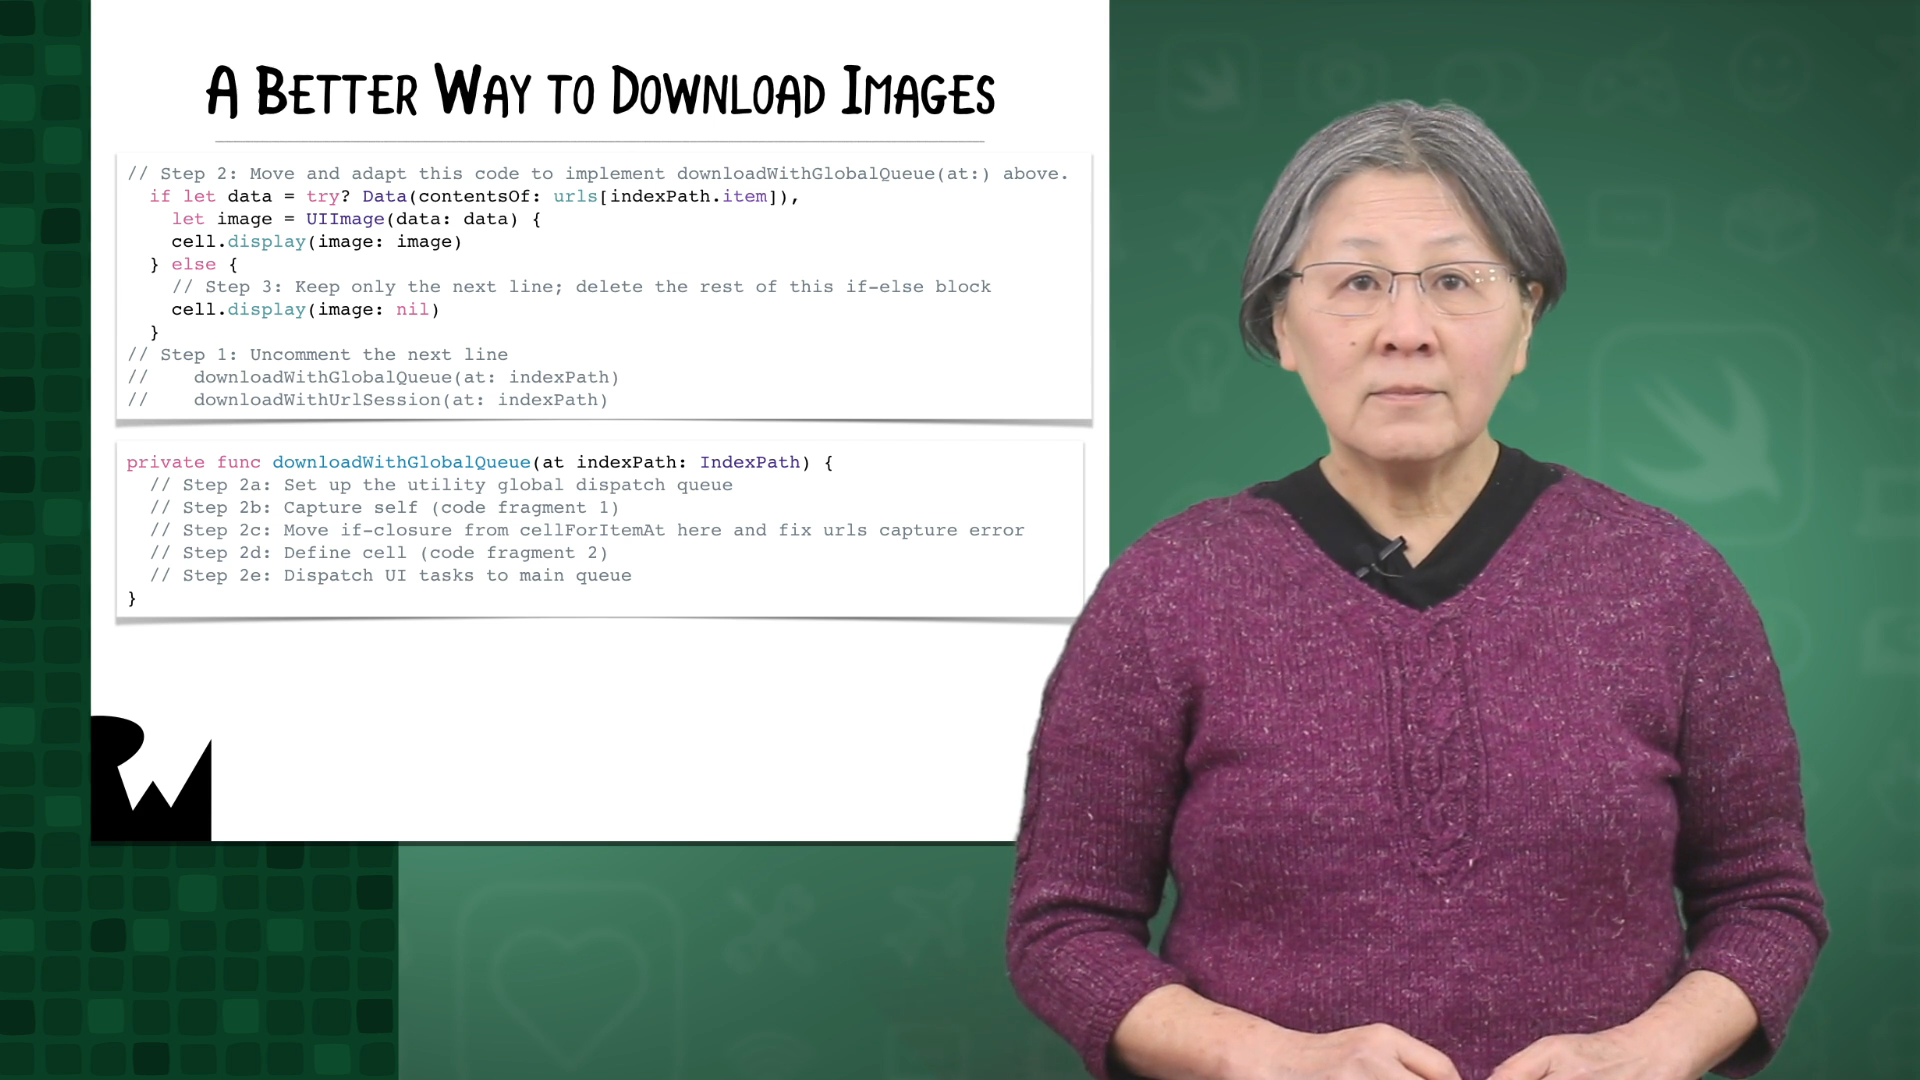 A BETTER WAY TO DOWNLOAD IMAGES
// Step 2: Move and adapt this code to implement downloadWithGlobalQueue(at:) above.
if let data = try? Data(contentsOf: urls[indexPath.item]),
let image = UIImage(data: data) {
cell.display(image: image)
} else {
// Step 3: Keep only the next line; delete the rest of this if-else block
cell.display(image: nil)
}
// Step 1: Uncomment the next line
// downloadWithGlobalQueue(at: indexPath)
// downloadWithUrlSession(at: indexPath)
private func downloadWithGlobalQueue(at indexPath: IndexPath) {
// Step 2a: Set up the utility global dispatch queue
// Step 2b: Capture self (code fragment 1)
// Step 2c: Move if-closure from cellForItemAt here and fix urls capture error
// Step 2d: Define cell (code fragment 2)
// Step 2e: Dispatch UI tasks to main queue
}
RW